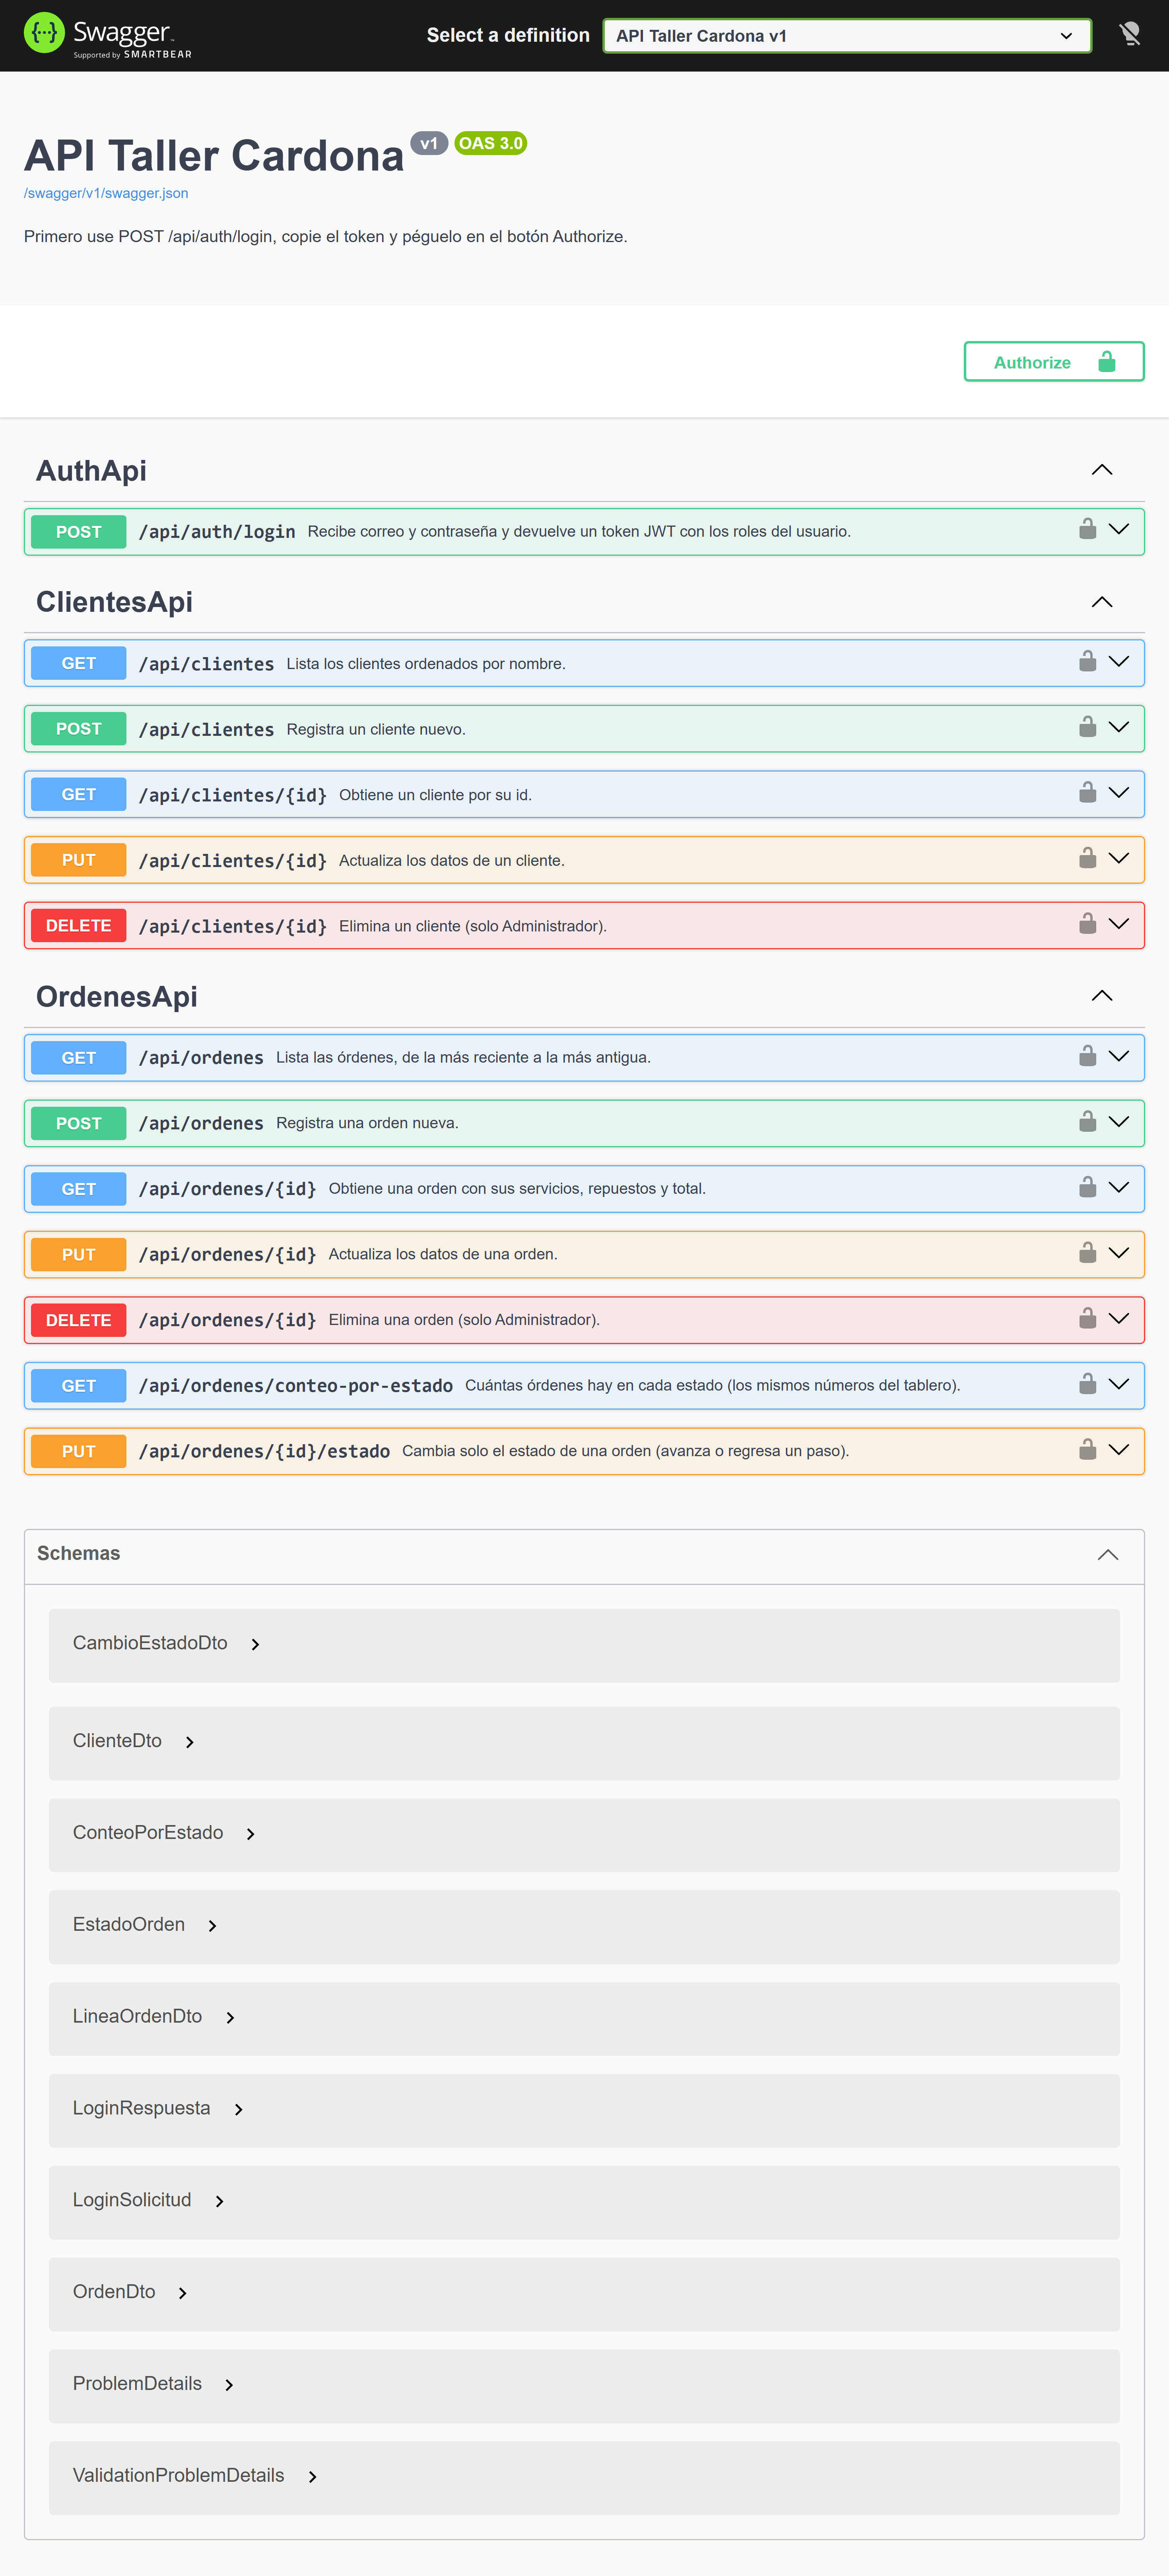 Swagger™
Supported by SMARTBEAR
Select a definition
API Taller Cardona v1
API Taller Cardona v1 OAS 3.0
/swagger/v1/swagger.json
Primero use POST /api/auth/login, copie el token y péguelo en el botón Authorize.
Authorize
AuthApi
POST /api/auth/login Recibe correo y contraseña y devuelve un token JWT con los roles del usuario.
ClientesApi
GET /api/clientes Lista los clientes ordenados por nombre.
POST /api/clientes Registra un cliente nuevo.
GET /api/clientes/{id} Obtiene un cliente por su id.
PUT /api/clientes/{id} Actualiza los datos de un cliente.
DELETE /api/clientes/{id} Elimina un cliente (solo Administrador).
OrdenesApi
GET /api/ordenes Lista las órdenes, de la más reciente a la más antigua.
POST /api/ordenes Registra una orden nueva.
GET /api/ordenes/{id} Obtiene una orden con sus servicios, repuestos y total.
PUT /api/ordenes/{id} Actualiza los datos de una orden.
DELETE /api/ordenes/{id} Elimina una orden (solo Administrador).
GET /api/ordenes/conteo-por-estado Cuántas órdenes hay en cada estado (los mismos números del tablero).
PUT /api/ordenes/{id}/estado Cambia solo el estado de una orden (avanza o regresa un paso).
Schemas
CambioEstadoDto
ClienteDto
ConteoPorEstado
EstadoOrden
LineaOrdenDto
LoginRespuesta
LoginSolicitud
OrdenDto
ProblemDetails
ValidationProblemDetails